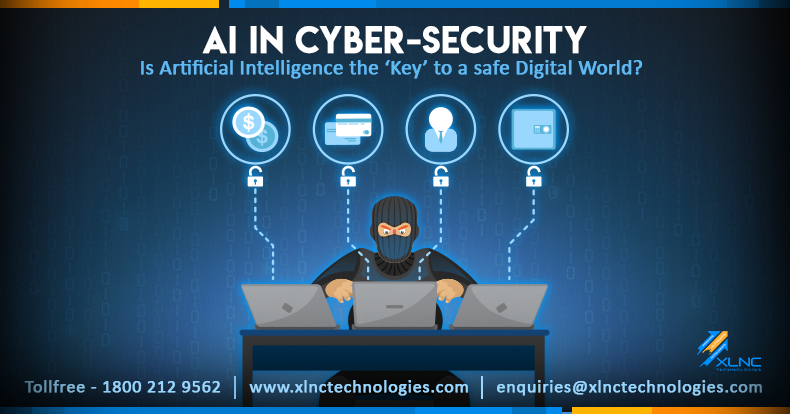 AI IN CYBER-SECURITY
Is Artificial Intelligence the ‘Key’ to a safe Digital World?
$
$
XLNC
TECHNOLOGIES
Tollfree - 1800 212 9562 | www.xlnctechnologies.com | enquiries@xlnctechnologies.com